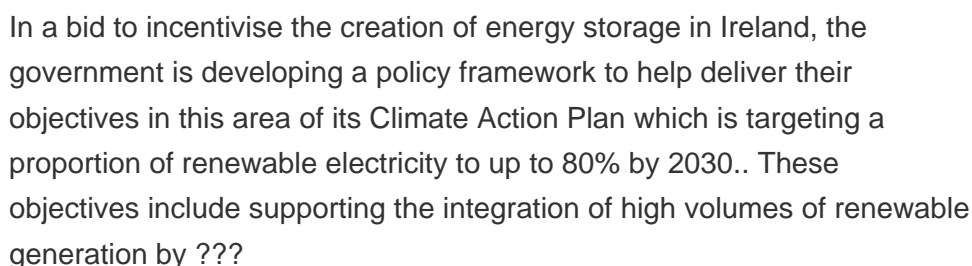 In a bid to incentivise the creation of energy storage in Ireland, the
government is developing a policy framework to help deliver their
objectives in this area of its Climate Action Plan which is targeting a
proportion of renewable electricity to up to 80% by 2030.. These
objectives include supporting the integration of high volumes of renewable
generation by ???